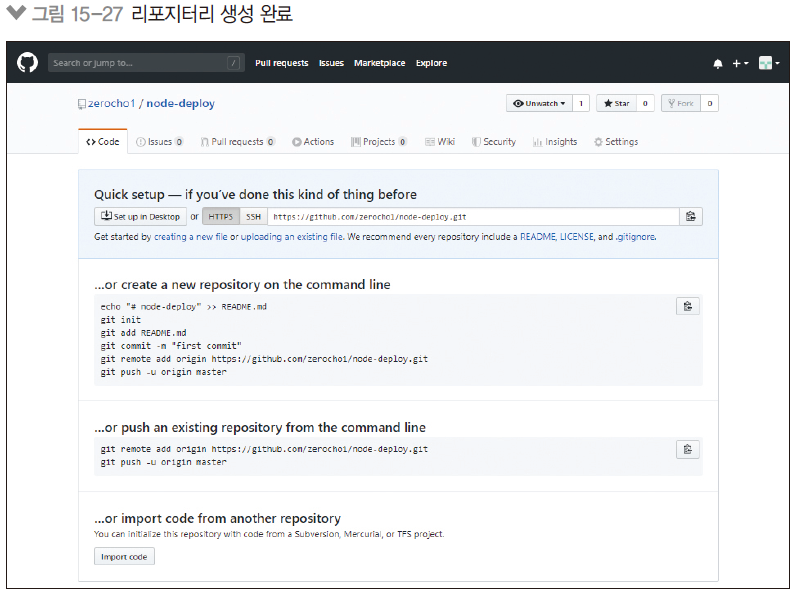 그림 15-27 리포지터리 생성 완료
Search or jump to... / Pull requests Issues Marketplace Explore
zerocho1 / node-deploy Unwatch 1 Star 0 Fork 0
Code Issues 0 Pull requests 0 Actions Projects 0 Wiki Security Insights Settings
Quick setup — if you've done this kind of thing before
Set up in Desktop or HTTPS SSH https://github.com/zerocho1/node-deploy.git
Get started by creating a new file or uploading an existing file. We recommend every repository include a README, LICENSE, and .gitignore.
...or create a new repository on the command line
echo "# node-deploy" >> README.md
git init
git add README.md
git commit -m "first commit"
git remote add origin https://github.com/zerocho1/node-deploy.git
git push -u origin master
...or push an existing repository from the command line
git remote add origin https://github.com/zerocho1/node-deploy.git
git push -u origin master
...or import code from another repository
You can initialize this repository with code from a Subversion, Mercurial, or TFS project.
Import code